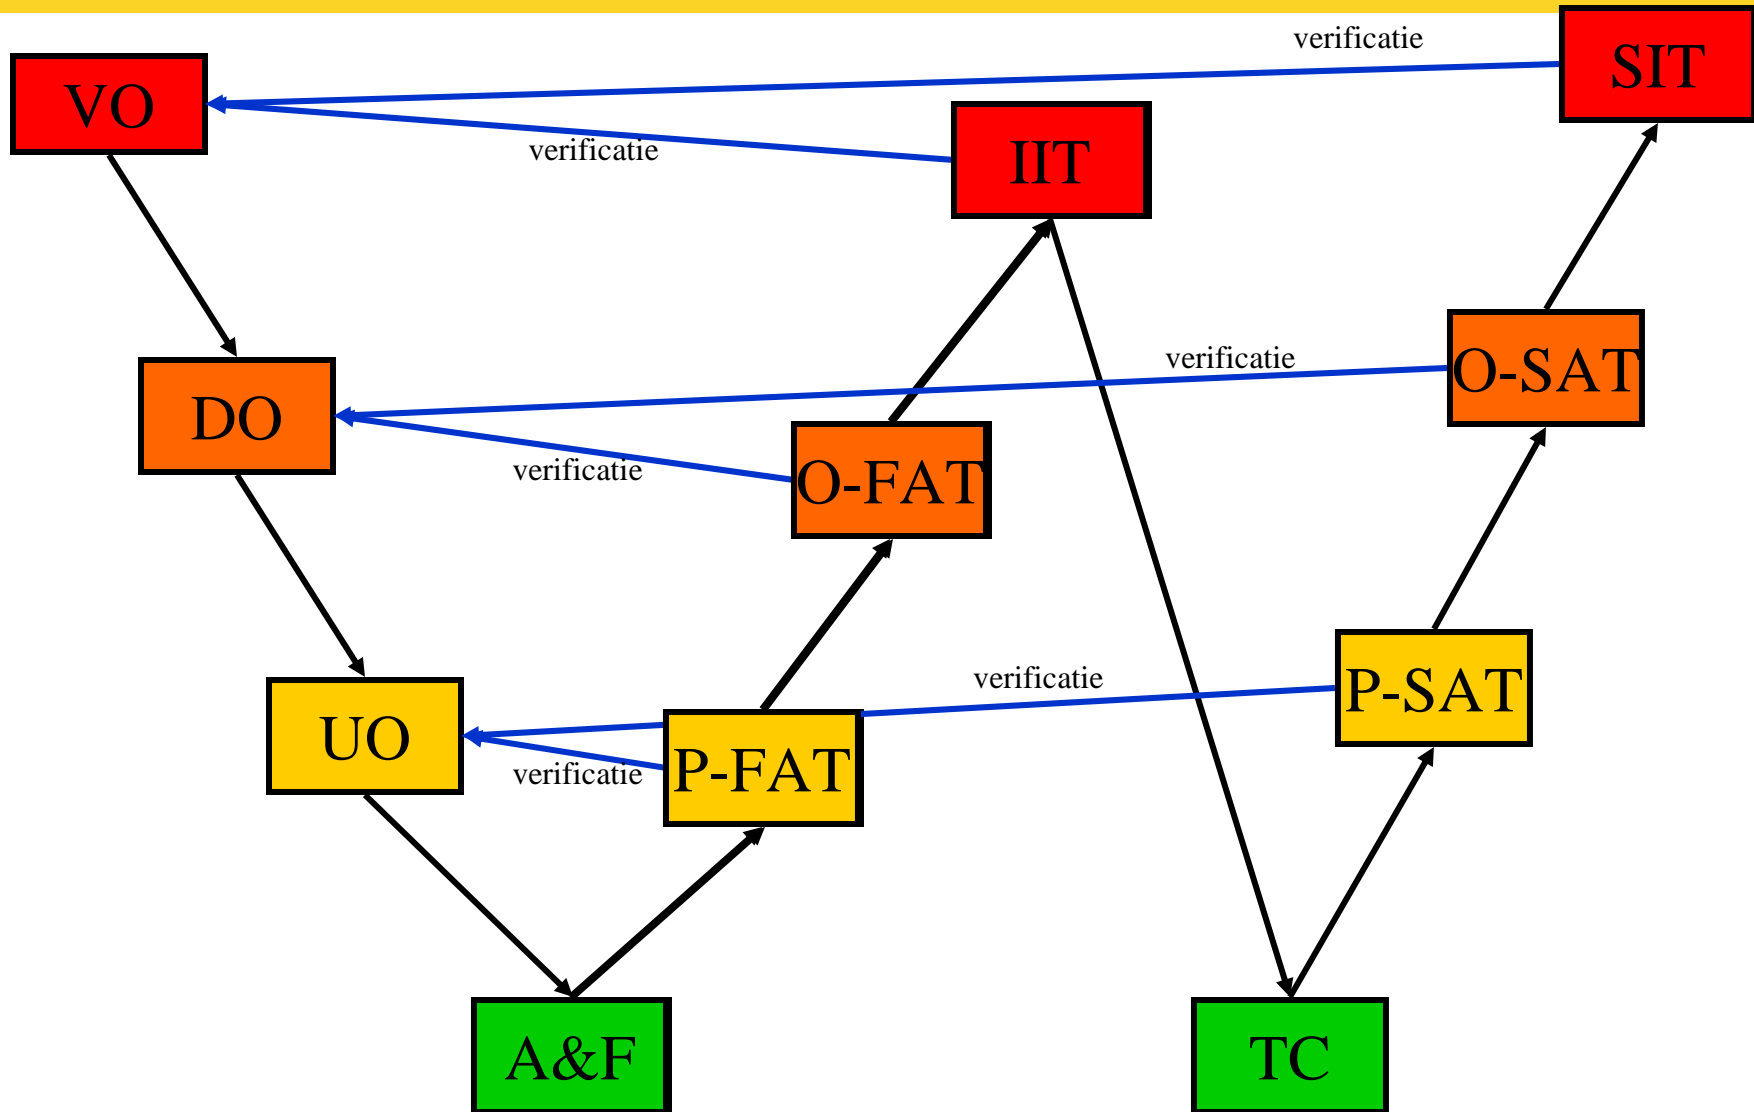 verificatie
SIT
VO
verificatie
IIT
verificatie
O-SAT
DO
verificatie
O-FAT
verificatie
P-SAT
UO
verificatie
P-FAT
A&F
TC